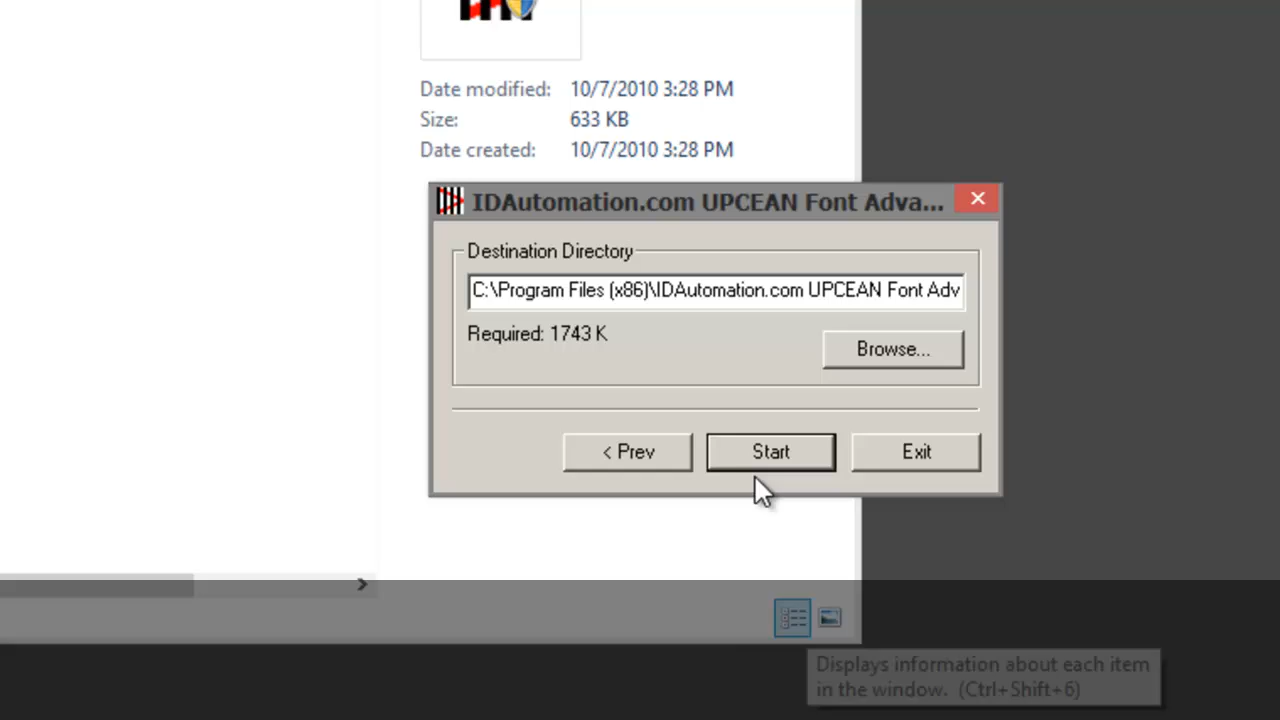 Date modified: 10/7/2010 3:28 PM
Size: 633 KB
Date created: 10/7/2010 3:28 PM
IDAutomation.com UPCEAN Font Adva...
Destination Directory
C:\Program Files (x86)\IDAutomation.com UPCEAN Font Adv
Required: 1743 K
Browse...
< Prev
Start
Exit
Displays information about each item
in the window. (Ctrl+Shift+6)